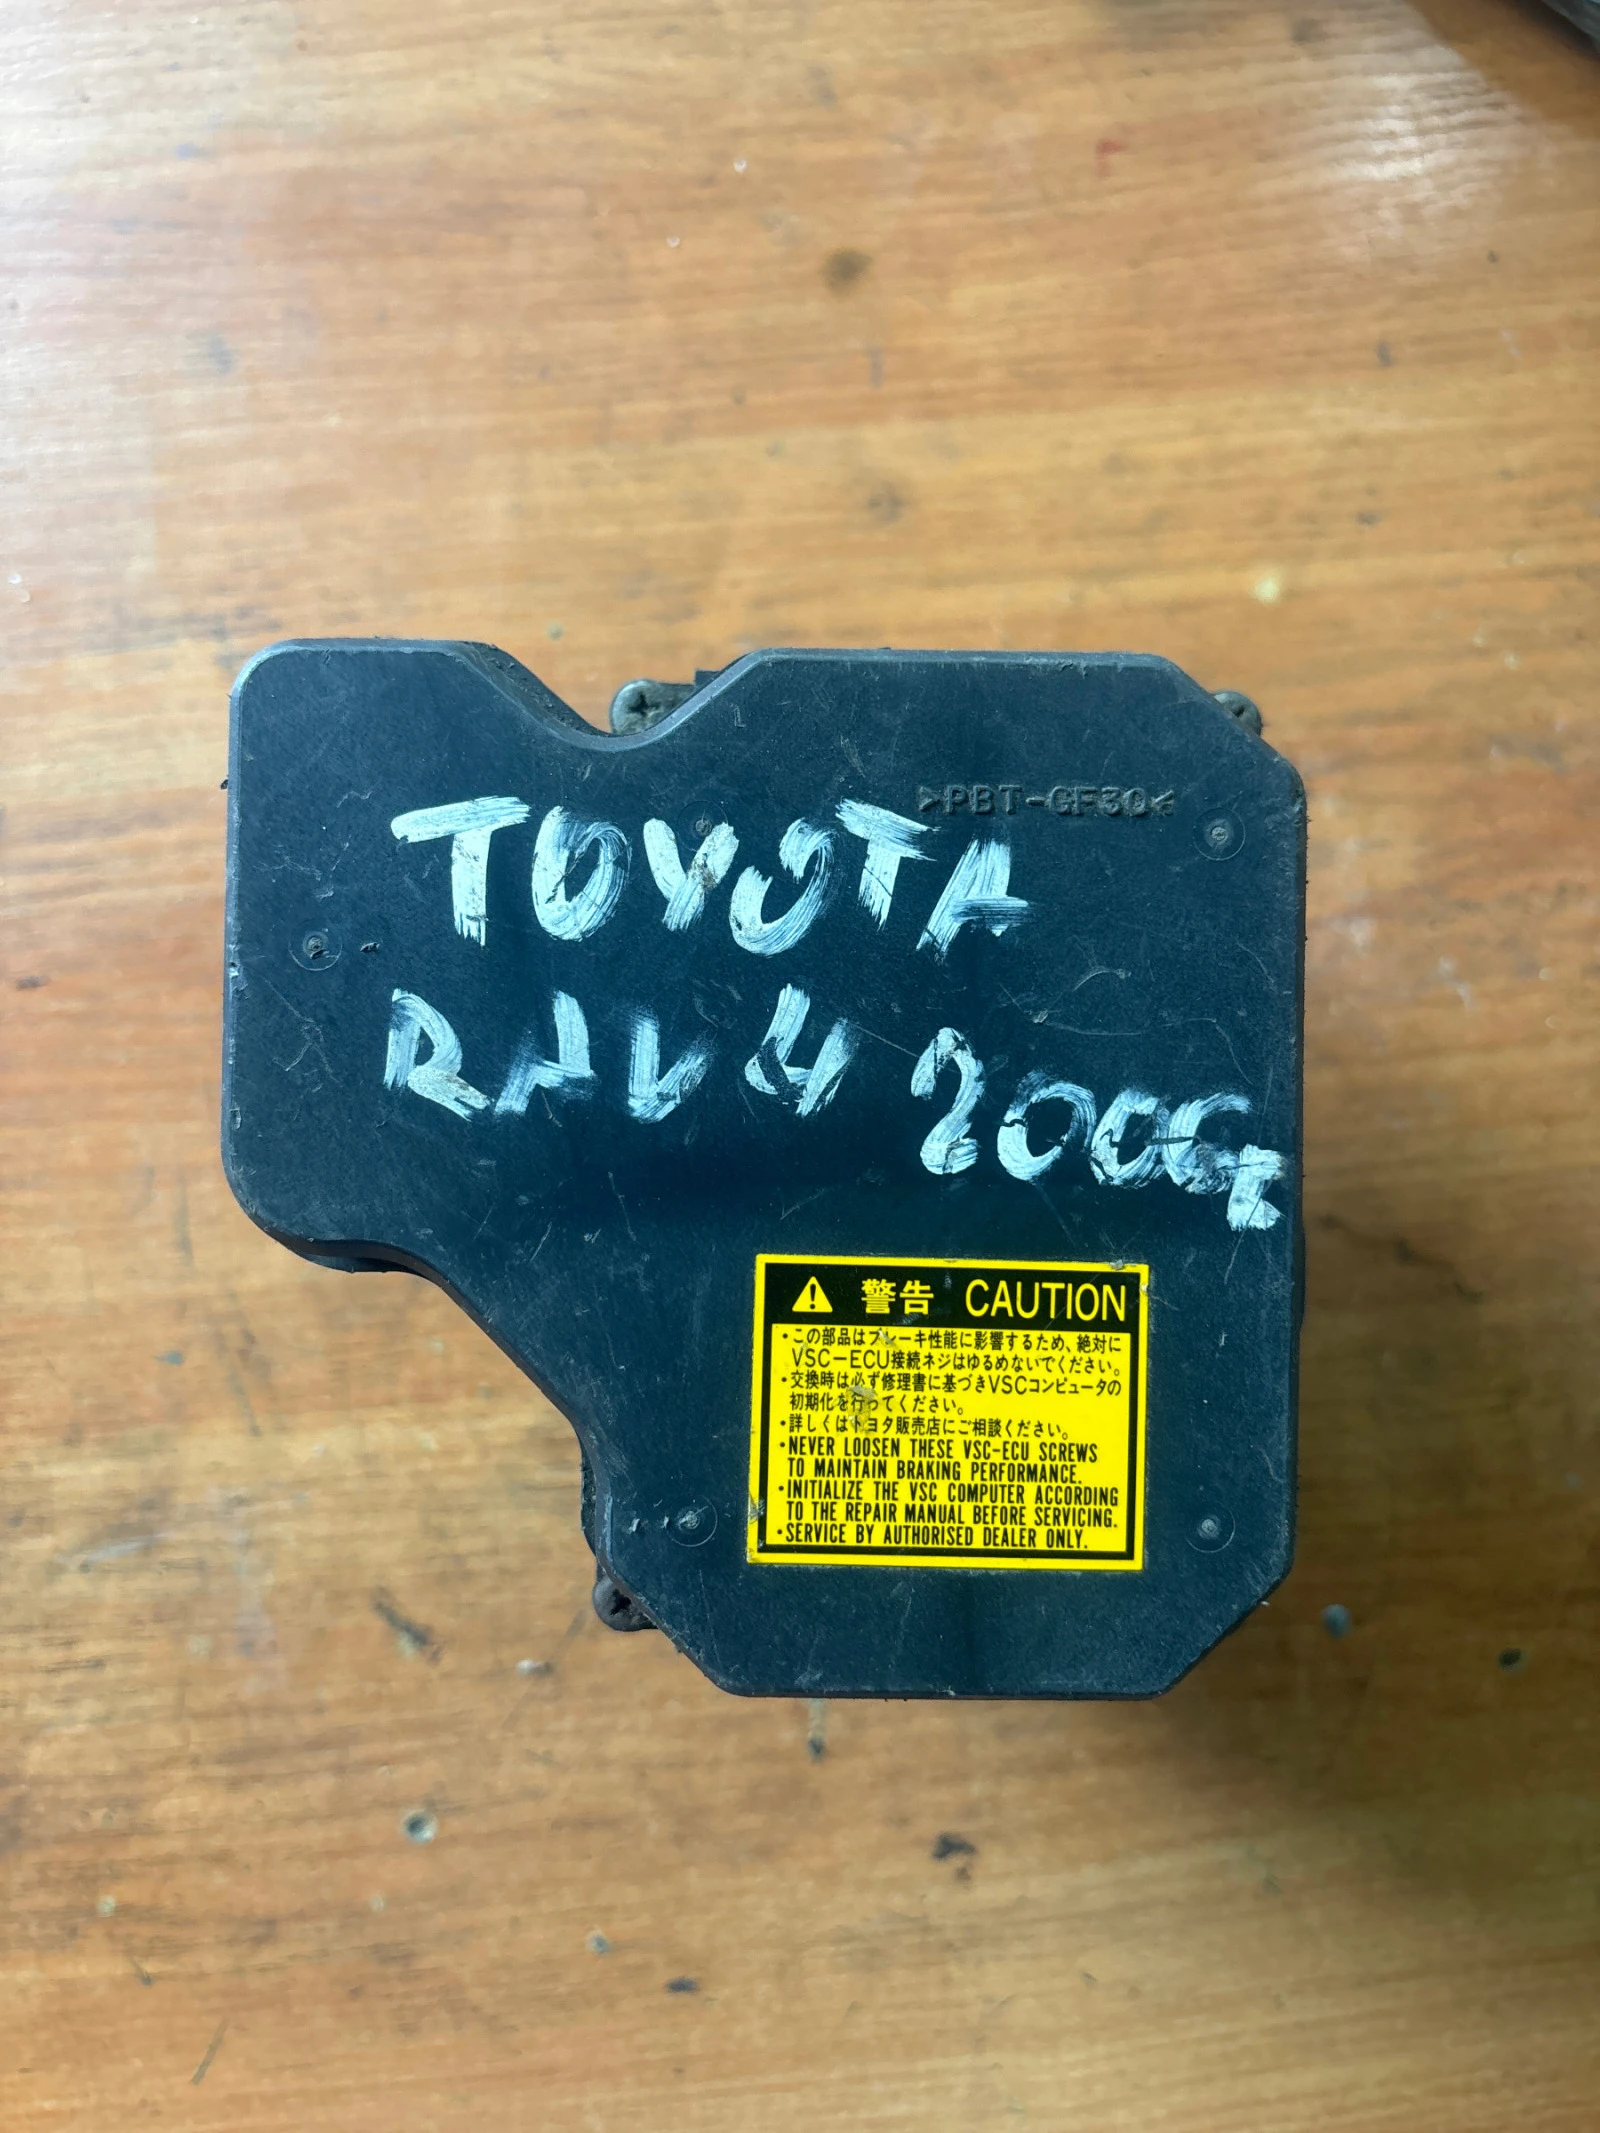 >PBT-GF30<
TOYOTA
RAV4 2006г
警告 CAUTION
・この部品はブレーキ性能に影響するため、絶対に
VSC-ECU接続ネジはゆるめないでください。
・交換時は必ず修理書に基づきVSCコンピュータの
初期化を行ってください。
・詳しくはトヨタ販売店にご相談ください。
・NEVER LOOSEN THESE VSC-ECU SCREWS
TO MAINTAIN BRAKING PERFORMANCE.
・INITIALIZE THE VSC COMPUTER ACCORDING
TO THE REPAIR MANUAL BEFORE SERVICING.
・SERVICE BY AUTHORISED DEALER ONLY.